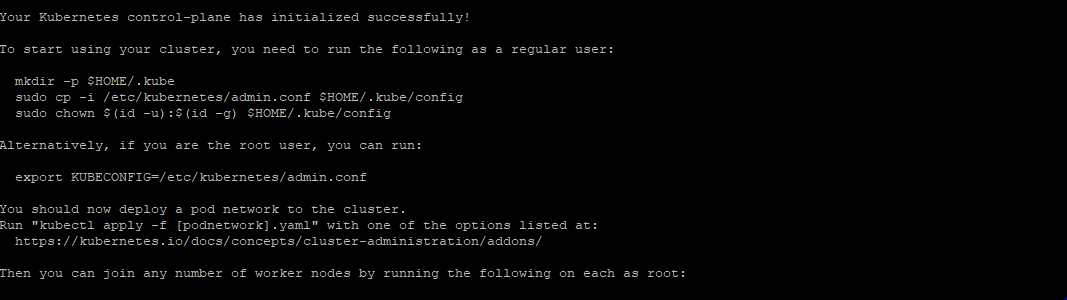 Your Kubernetes control-plane has initialized successfully!
To start using your cluster, you need to run the following as a regular user:
mkdir -p $HOME/.kube
sudo cp -i /etc/kubernetes/admin.conf $HOME/.kube/config
sudo chown $(id -u):$(id -g) $HOME/.kube/config
Alternatively, if you are the root user, you can run:
export KUBECONFIG=/etc/kubernetes/admin.conf
You should now deploy a pod network to the cluster.
Run "kubectl apply -f [podnetwork].yaml" with one of the options listed at:
https://kubernetes.io/docs/concepts/cluster-administration/addons/
Then you can join any number of worker nodes by running the following on each as root: